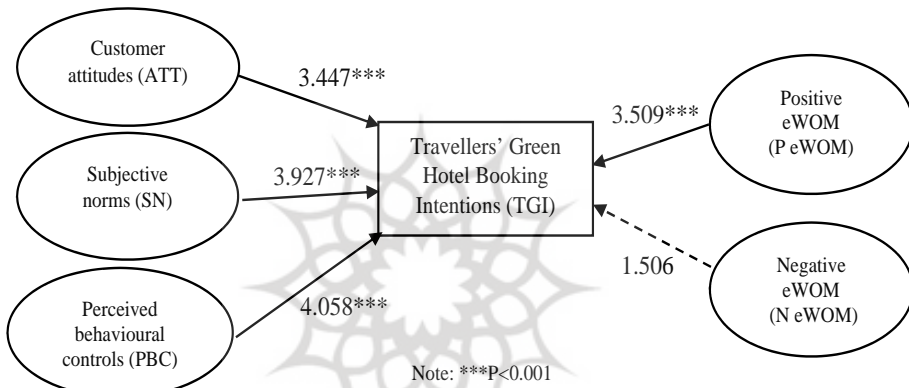 Customer
attitudes (ATT)
3.447***
Subjective
norms (SN)
3.927***
Perceived
behavioural
controls (PBC)
4.058***
Travellers’ Green
Hotel Booking
Intentions (TGI)
3.509***
Positive
eWOM
(P eWOM)
1.506
Negative
eWOM
(N eWOM)
Note: ***P<0.001